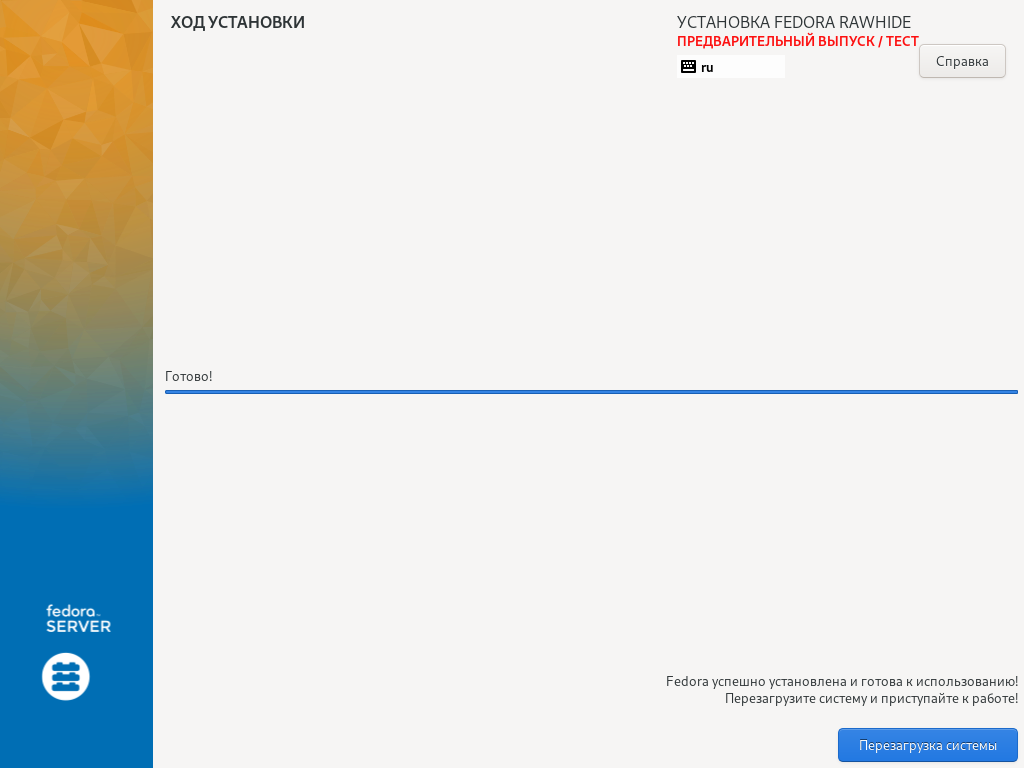 ХОД УСТАНОВКИ
УСТАНОВКА FEDORA RAWHIDE
ПРЕДВАРИТЕЛЬНЫЙ ВЫПУСК / ТЕСТ
ru
Справка
Готово!
fedora™
SERVER
Fedora успешно установлена и готова к использованию!
Перезагрузите систему и приступайте к работе!
Перезагрузка системы